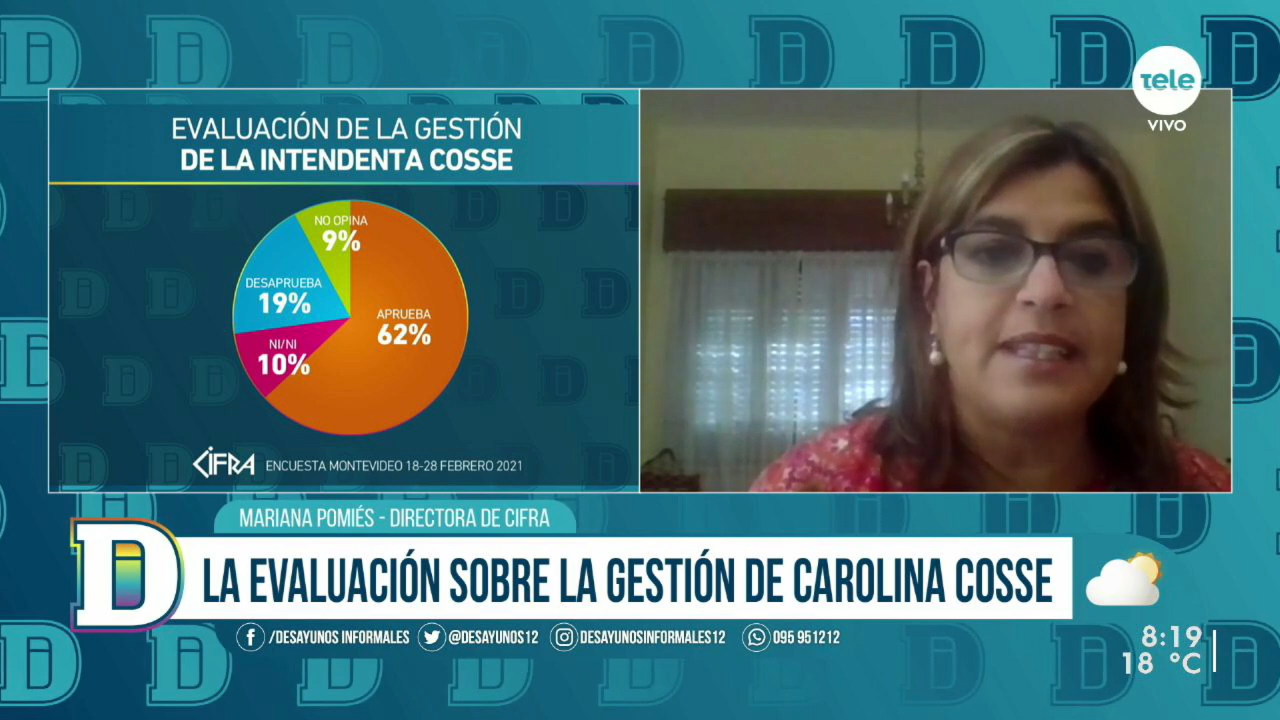 tele
VIVO
EVALUACIÓN DE LA GESTIÓN
DE LA INTENDENTA COSSE
NO OPINA
9%
DESAPRUEBA
19%
APRUEBA
62%
NI/NI
10%
CIFRA ENCUESTA MONTEVIDEO 18-28 FEBRERO 2021
MARIANA POMIÉS - DIRECTORA DE CIFRA
D LA EVALUACIÓN SOBRE LA GESTIÓN DE CAROLINA COSSE
/DESAYUNOS INFORMALES @DESAYUNOS12 DESAYUNOSINFORMALES12 095 951212
8:19
18 °C